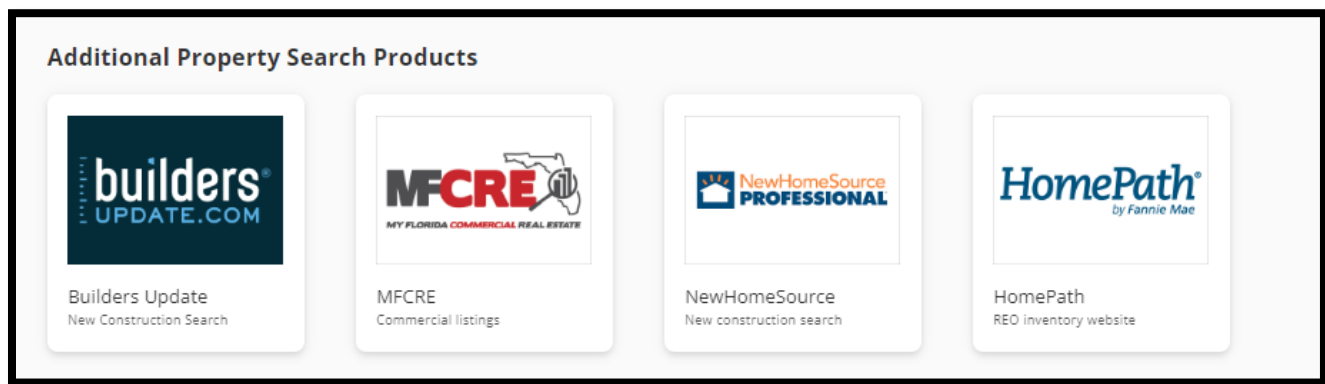 Additional Property Search Products
builders®
UPDATE.COM
Builders Update
New Construction Search
MFCRE
MY FLORIDA COMMERCIAL REAL ESTATE
MFCRE
Commercial listings
NewHomeSource
PROFESSIONAL
NewHomeSource
New construction search
HomePath®
by Fannie Mae
HomePath
REO inventory website